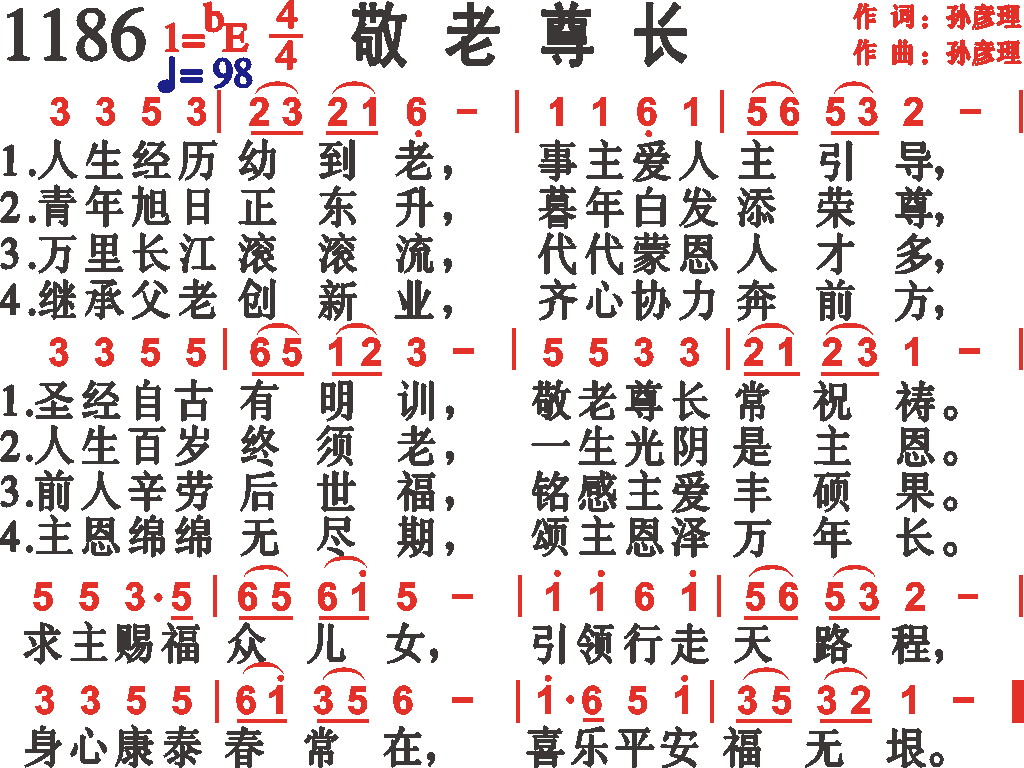 1186 1=bE 4/4 敬老尊长 作词：孙彦理
♩=98 作曲：孙彦理
3 3 5 3 | 2 3 2 1 6 － | 1 1 6 1 | 5 6 5 3 2 － |
1.人生经历幼到老， 事主爱人主引导，
2.青年旭日正东升， 暮年白发添荣尊，
3.万里长江滚滚流， 代代蒙恩人才多，
4.继承父老创新业， 齐心协力奔前方，
3 3 5 5 | 6 5 1 2 3 － | 5 5 3 3 | 2 1 2 3 1 － |
1.圣经自古有明训， 敬老尊长常祝祷。
2.人生百岁终须老， 一生光阴是主恩。
3.前人辛劳后世福， 铭感主爱丰硕果。
4.主恩绵绵无尽期， 颂主恩泽万年长。
5 5 3·5 | 6 5 6 1 5 － | 1 1 6 1 | 5 6 5 3 2 － |
求主赐福众儿女， 引领行走天路程，
3 3 5 5 | 6 1 3 5 6 － | 1·6 5 1 | 3 5 3 2 1 －
身心康泰春常在， 喜乐平安福无垠。